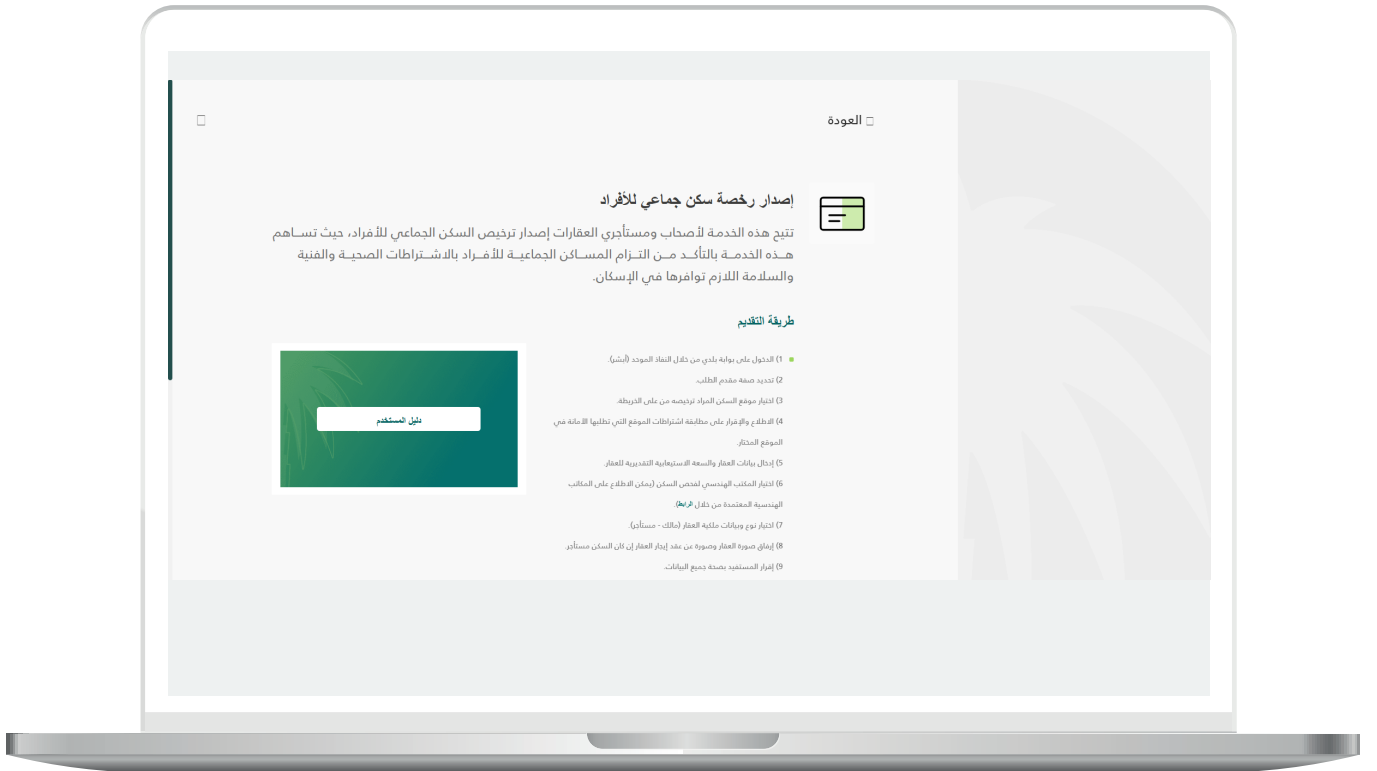 العودة
إصدار رخصة سكن جماعي للأفراد
تتيح هذه الخدمة لأصحاب ومستأجري العقارات إصدار ترخيص السكن الجماعي للأفراد، حيث تساهم
هذه الخدمة بالتأكد من التزام المساكن الجماعية للأفراد بالاشتراطات الصحية والفنية
والسلامة اللازم توافرها في الإسكان.
طريقة التقديم
1) الدخول على بوابة بلدي من خلال النفاذ الموحد (أبشر).
2) تحديد صفة مقدم الطلب.
3) اختيار موقع السكن المراد ترخيصه من على الخريطة.
4) الاطلاع والإقرار على مطابقة اشتراطات الموقع التي تطلبها الأمانة في
الموقع المختار.
5) إدخال بيانات العقار والسعة الاستيعابية التقديرية للعقار.
6) اختيار المكتب الهندسي لفحص السكن (يمكن الاطلاع على المكاتب
الهندسية المعتمدة من خلال الرابط).
7) اختيار نوع وبيانات ملكية العقار (مالك - مستأجر).
8) إرفاق صورة العقار وصورة عن عقد إيجار العقار إن كان السكن مستأجر.
9) إقرار المستفيد بصحة جميع البيانات.
دليل المستخدم